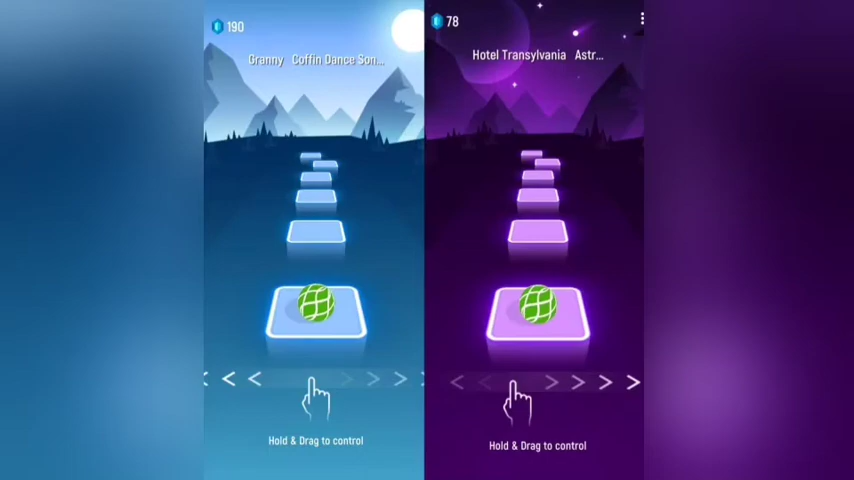 190
Granny Coffin Dance Son...
Hold & Drag to control
78
Hotel Transylvania Astr...
Hold & Drag to control